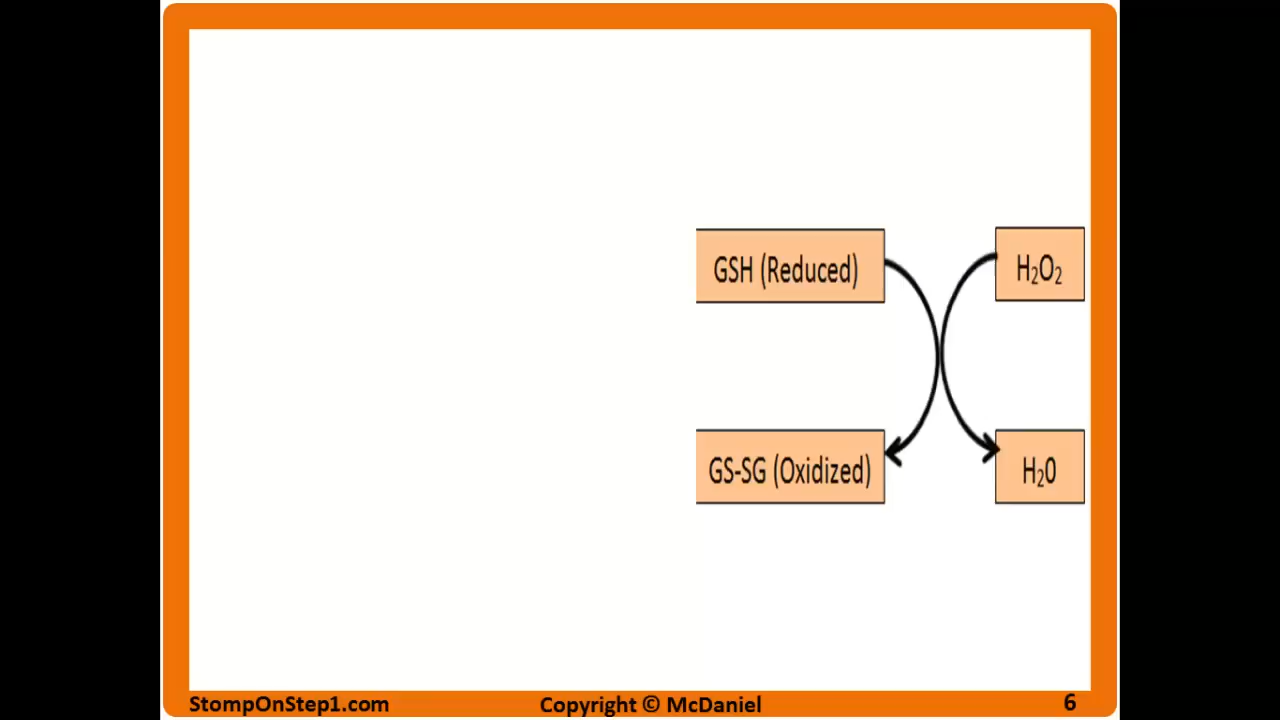 GSH (Reduced)
H₂O₂
GS-SG (Oxidized)
H₂0
StompOnStep1.com
Copyright © McDaniel
6